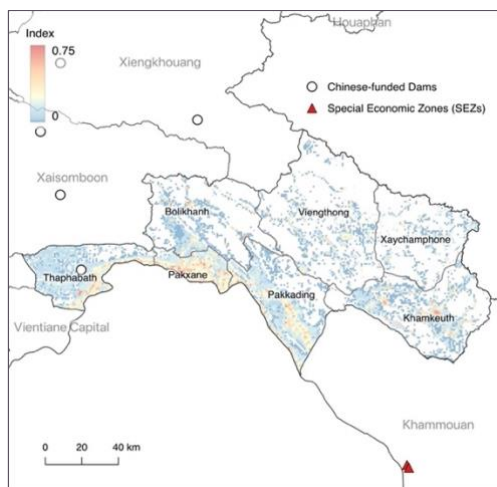 Houaphan
Index
0.75
0
Xiengkhouang
Chinese-funded Dams
Special Economic Zones (SEZs)
Xaisomboon
Bolikhanh
Viengthong
Xaychamphone
Thaphabath
Pakxane
Pakkading
Khamkeuth
Vientiane Capital
Khammouan
0 20 40 km